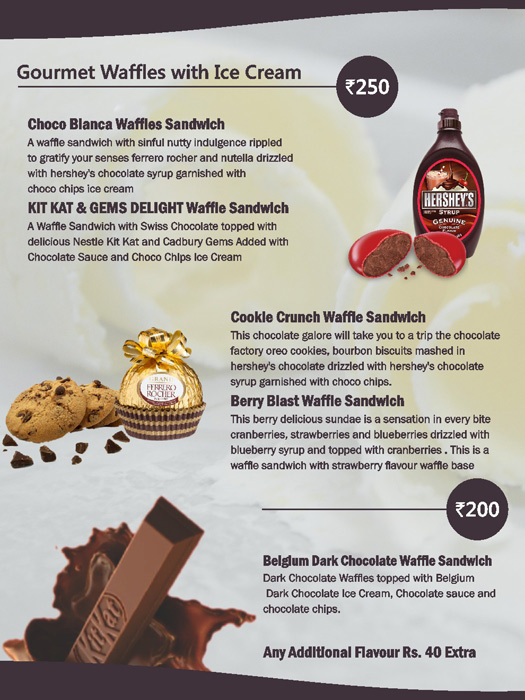 Gourmet Waffles with Ice Cream
₹250
Choco Bianca Waffles Sandwich
A waffle sandwich with sinful nutty indulgence rippled
to gratify your senses ferrero rocher and nutella drizzled
with hershey's chocolate syrup garnished with
choco chips ice cream
KIT KAT & GEMS DELIGHT Waffle Sandwich
A Waffle Sandwich with Swiss Chocolate topped with
delicious Nestle Kit Kat and Cadbury Gems Added with
Chocolate Sauce and Choco Chips Ice Cream
HERSHEY'S
SYRUP
GENUINE
CHOCOLATE
FLAVOR
Cookie Crunch Waffle Sandwich
This chocolate galore will take you to a trip the chocolate
factory oreo cookies, bourbon biscuits mashed in
hershey's chocolate drizzled with hershey's chocolate
syrup garnished with choco chips.
GRAND
FERRERO
ROCHER
Berry Blast Waffle Sandwich
This berry delicious sundae is a sensation in every bite
cranberries, strawberries and blueberries drizzled with
blueberry syrup and topped with cranberries . This is a
waffle sandwich with strawberry flavour waffle base
₹200
Belgium Dark Chocolate Waffle Sandwich
Dark Chocolate Waffles topped with Belgium
Dark Chocolate Ice Cream, Chocolate sauce and
chocolate chips.
KitKat
Any Additional Flavour Rs. 40 Extra